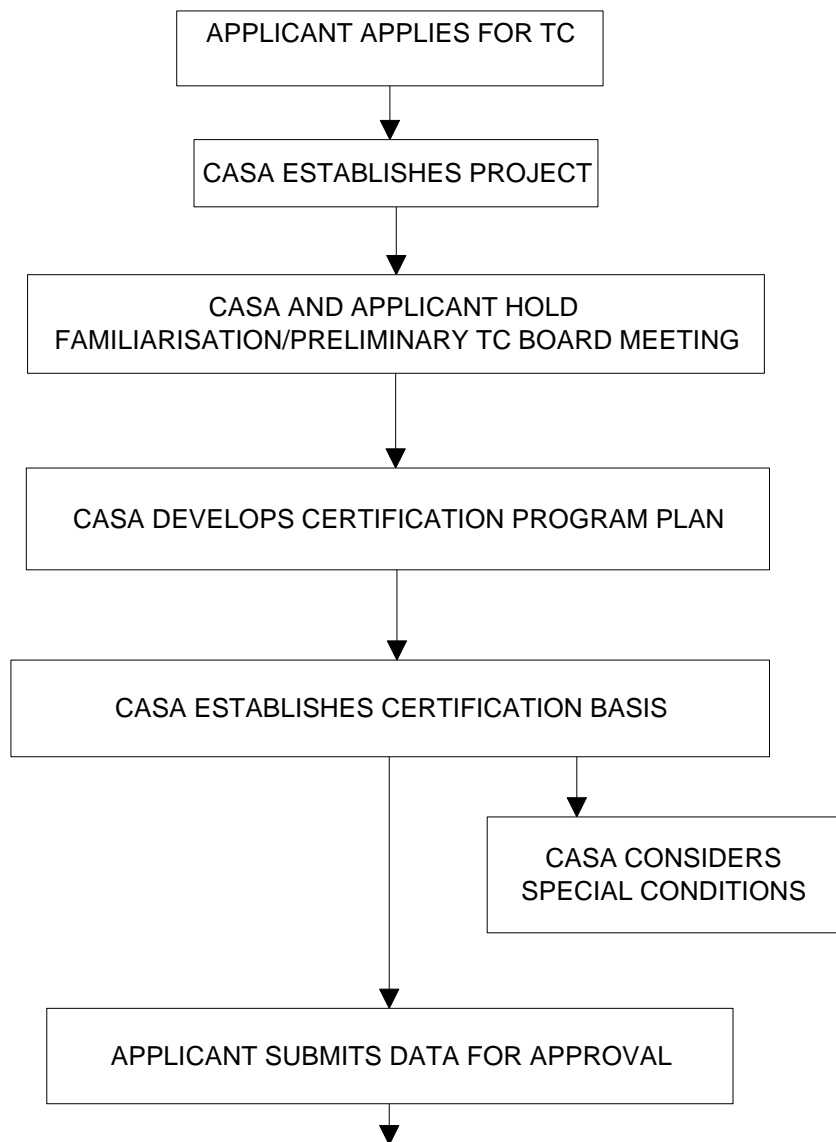 APPLICANT APPLIES FOR TC
CASA ESTABLISHES PROJECT
CASA AND APPLICANT HOLD
FAMILIARISATION/PRELIMINARY TC BOARD MEETING
CASA DEVELOPS CERTIFICATION PROGRAM PLAN
CASA ESTABLISHES CERTIFICATION BASIS
CASA CONSIDERS
SPECIAL CONDITIONS
APPLICANT SUBMITS DATA FOR APPROVAL